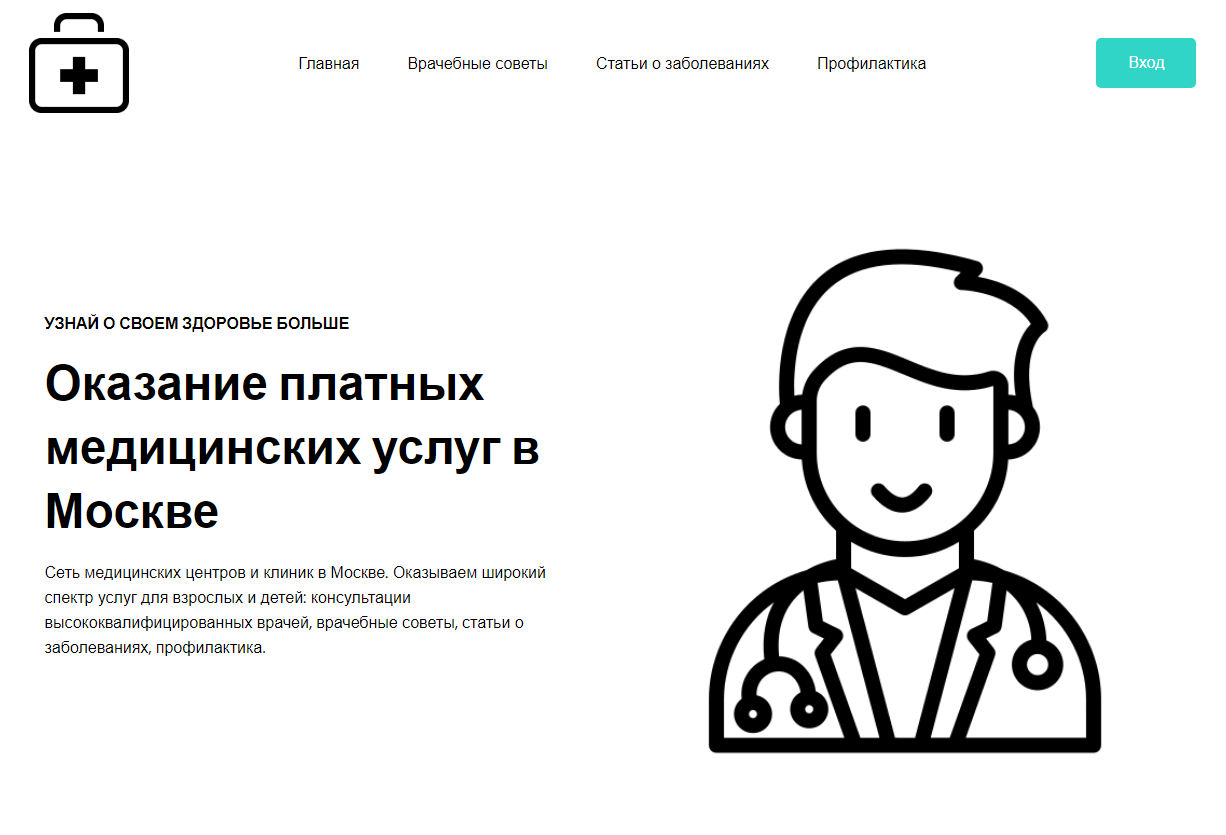 Главная
Врачебные советы
Статьи о заболеваниях
Профилактика
Вход
УЗНАЙ О СВОЕМ ЗДОРОВЬЕ БОЛЬШЕ
Оказание платных
медицинских услуг в
Москве
Сеть медицинских центров и клиник в Москве. Оказываем широкий
спектр услуг для взрослых и детей: консультации
высококвалифицированных врачей, врачебные советы, статьи о
заболеваниях, профилактика.